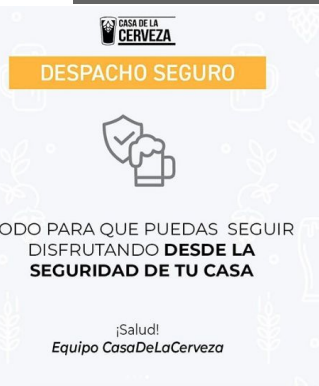 CASA DE LA
CERVEZA
DESPACHO SEGURO
ODO PARA QUE PUEDAS SEGUIR
DISFRUTANDO DESDE LA
SEGURIDAD DE TU CASA
¡Salud!
Equipo CasaDeLaCerveza